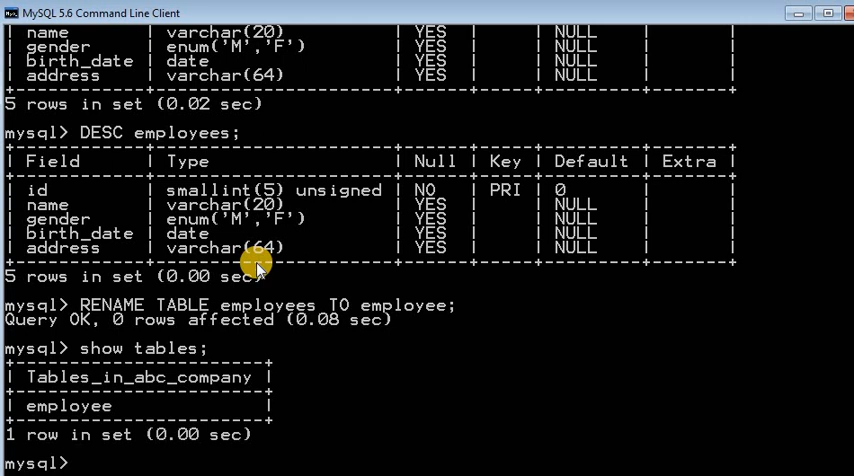 MySQL 5.6 Command Line Client
| name | varchar(20) | YES | | NULL | |
| gender | enum('M','F') | YES | | NULL | |
| birth_date | date | YES | | NULL | |
| address | varchar(64) | YES | | NULL | |
+------------+----------------------+------+-----+---------+-------+
5 rows in set (0.02 sec)
mysql> DESC employees;
+------------+----------------------+------+-----+---------+-------+
| Field | Type | Null | Key | Default | Extra |
+------------+----------------------+------+-----+---------+-------+
| id | smallint(5) unsigned | NO | PRI | 0 | |
| name | varchar(20) | YES | | NULL | |
| gender | enum('M','F') | YES | | NULL | |
| birth_date | date | YES | | NULL | |
| address | varchar(64) | YES | | NULL | |
+------------+----------------------+------+-----+---------+-------+
5 rows in set (0.00 sec)
mysql> RENAME TABLE employees TO employee;
Query OK, 0 rows affected (0.08 sec)
mysql> show tables;
+-----------------------+
| Tables_in_abc_company |
+-----------------------+
| employee |
+-----------------------+
1 row in set (0.00 sec)
mysql>